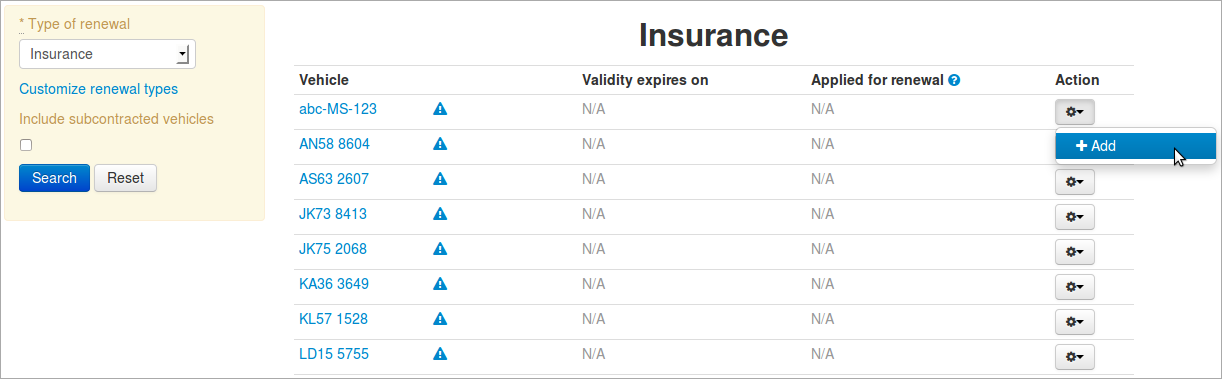 * Type of renewal
Insurance
Customize renewal types
Include subcontracted vehicles
Search Reset
Insurance
Vehicle Validity expires on Applied for renewal ? Action
abc-MS-123 N/A N/A
AN58 8604 N/A N/A
Add
AS63 2607 N/A N/A
JK73 8413 N/A N/A
JK75 2068 N/A N/A
KA36 3649 N/A N/A
KL57 1528 N/A N/A
LD15 5755 N/A N/A